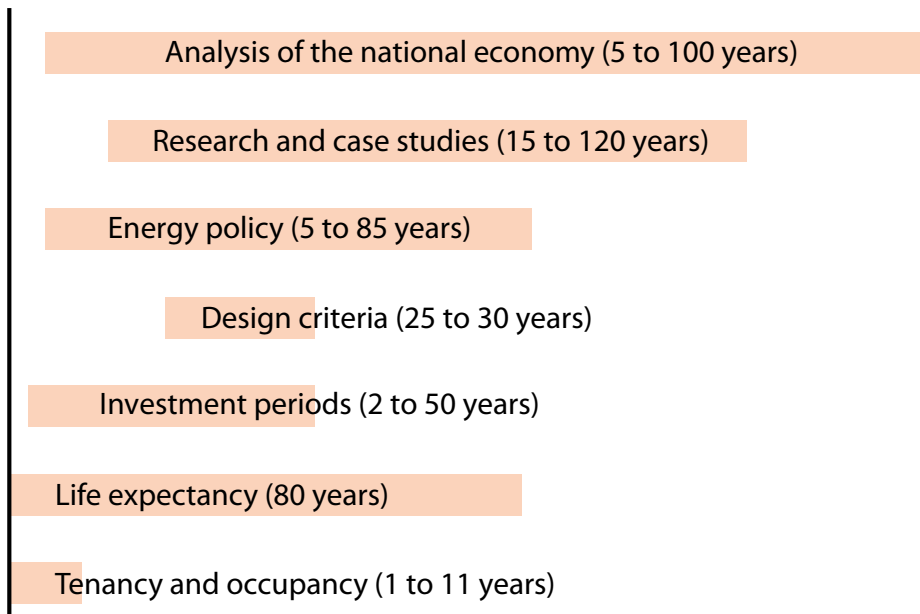 Analysis of the national economy (5 to 100 years)
Research and case studies (15 to 120 years)
Energy policy (5 to 85 years)
Design criteria (25 to 30 years)
Investment periods (2 to 50 years)
Life expectancy (80 years)
Tenancy and occupancy (1 to 11 years)